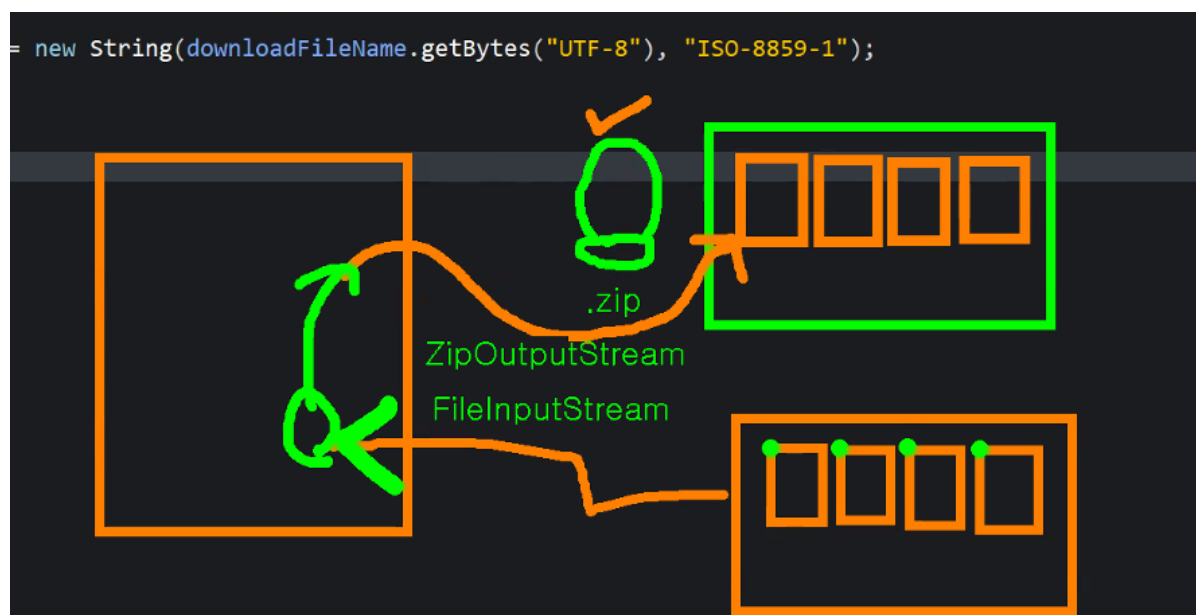 = new String(downloadFileName.getBytes("UTF-8"), "ISO-8859-1");
.zip
ZipOutputStream
FileInputStream